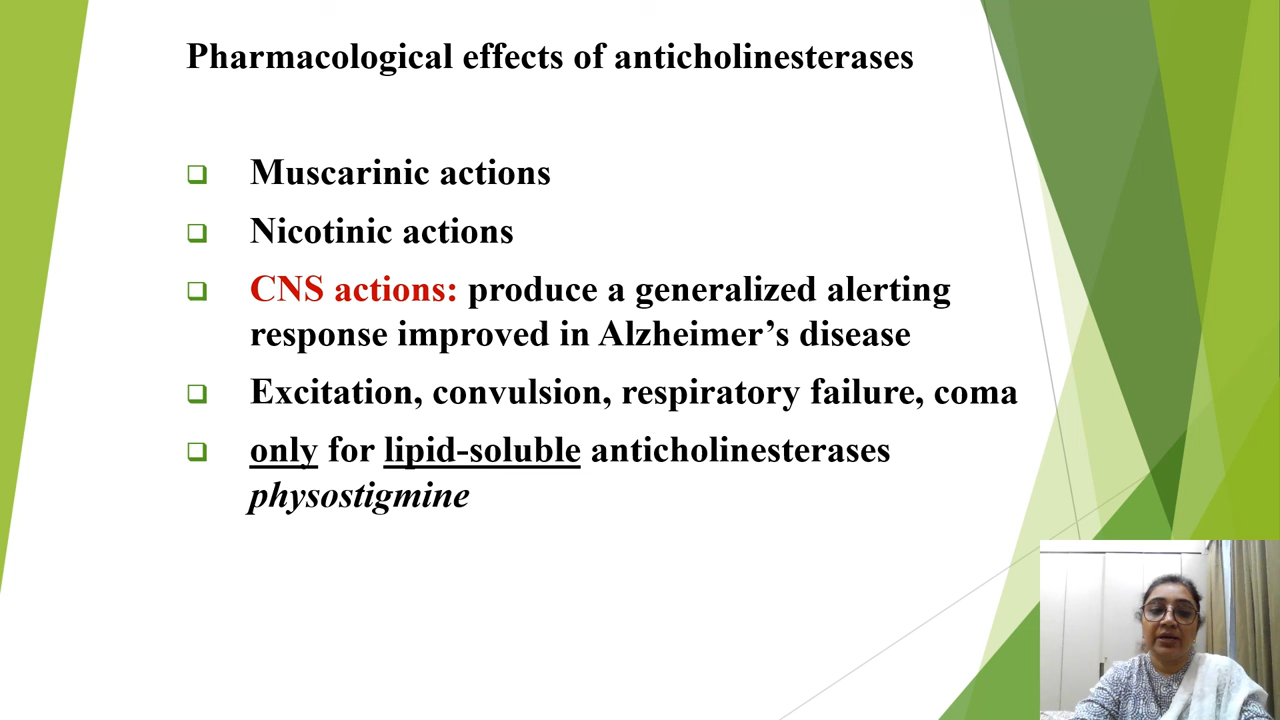 Pharmacological effects of anticholinesterases
Muscarinic actions
Nicotinic actions
CNS actions: produce a generalized alerting
response improved in Alzheimer’s disease
Excitation, convulsion, respiratory failure, coma
only for lipid-soluble anticholinesterases
physostigmine